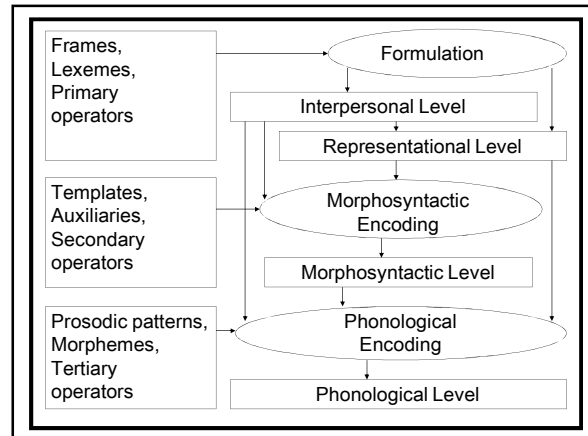 Frames,
Lexemes,
Primary
operators
Formulation
Interpersonal Level
Representational Level
Templates,
Auxiliaries,
Secondary
operators
Morphosyntactic
Encoding
Morphosyntactic Level
Prosodic patterns,
Morphemes,
Tertiary
operators
Phonological
Encoding
Phonological Level